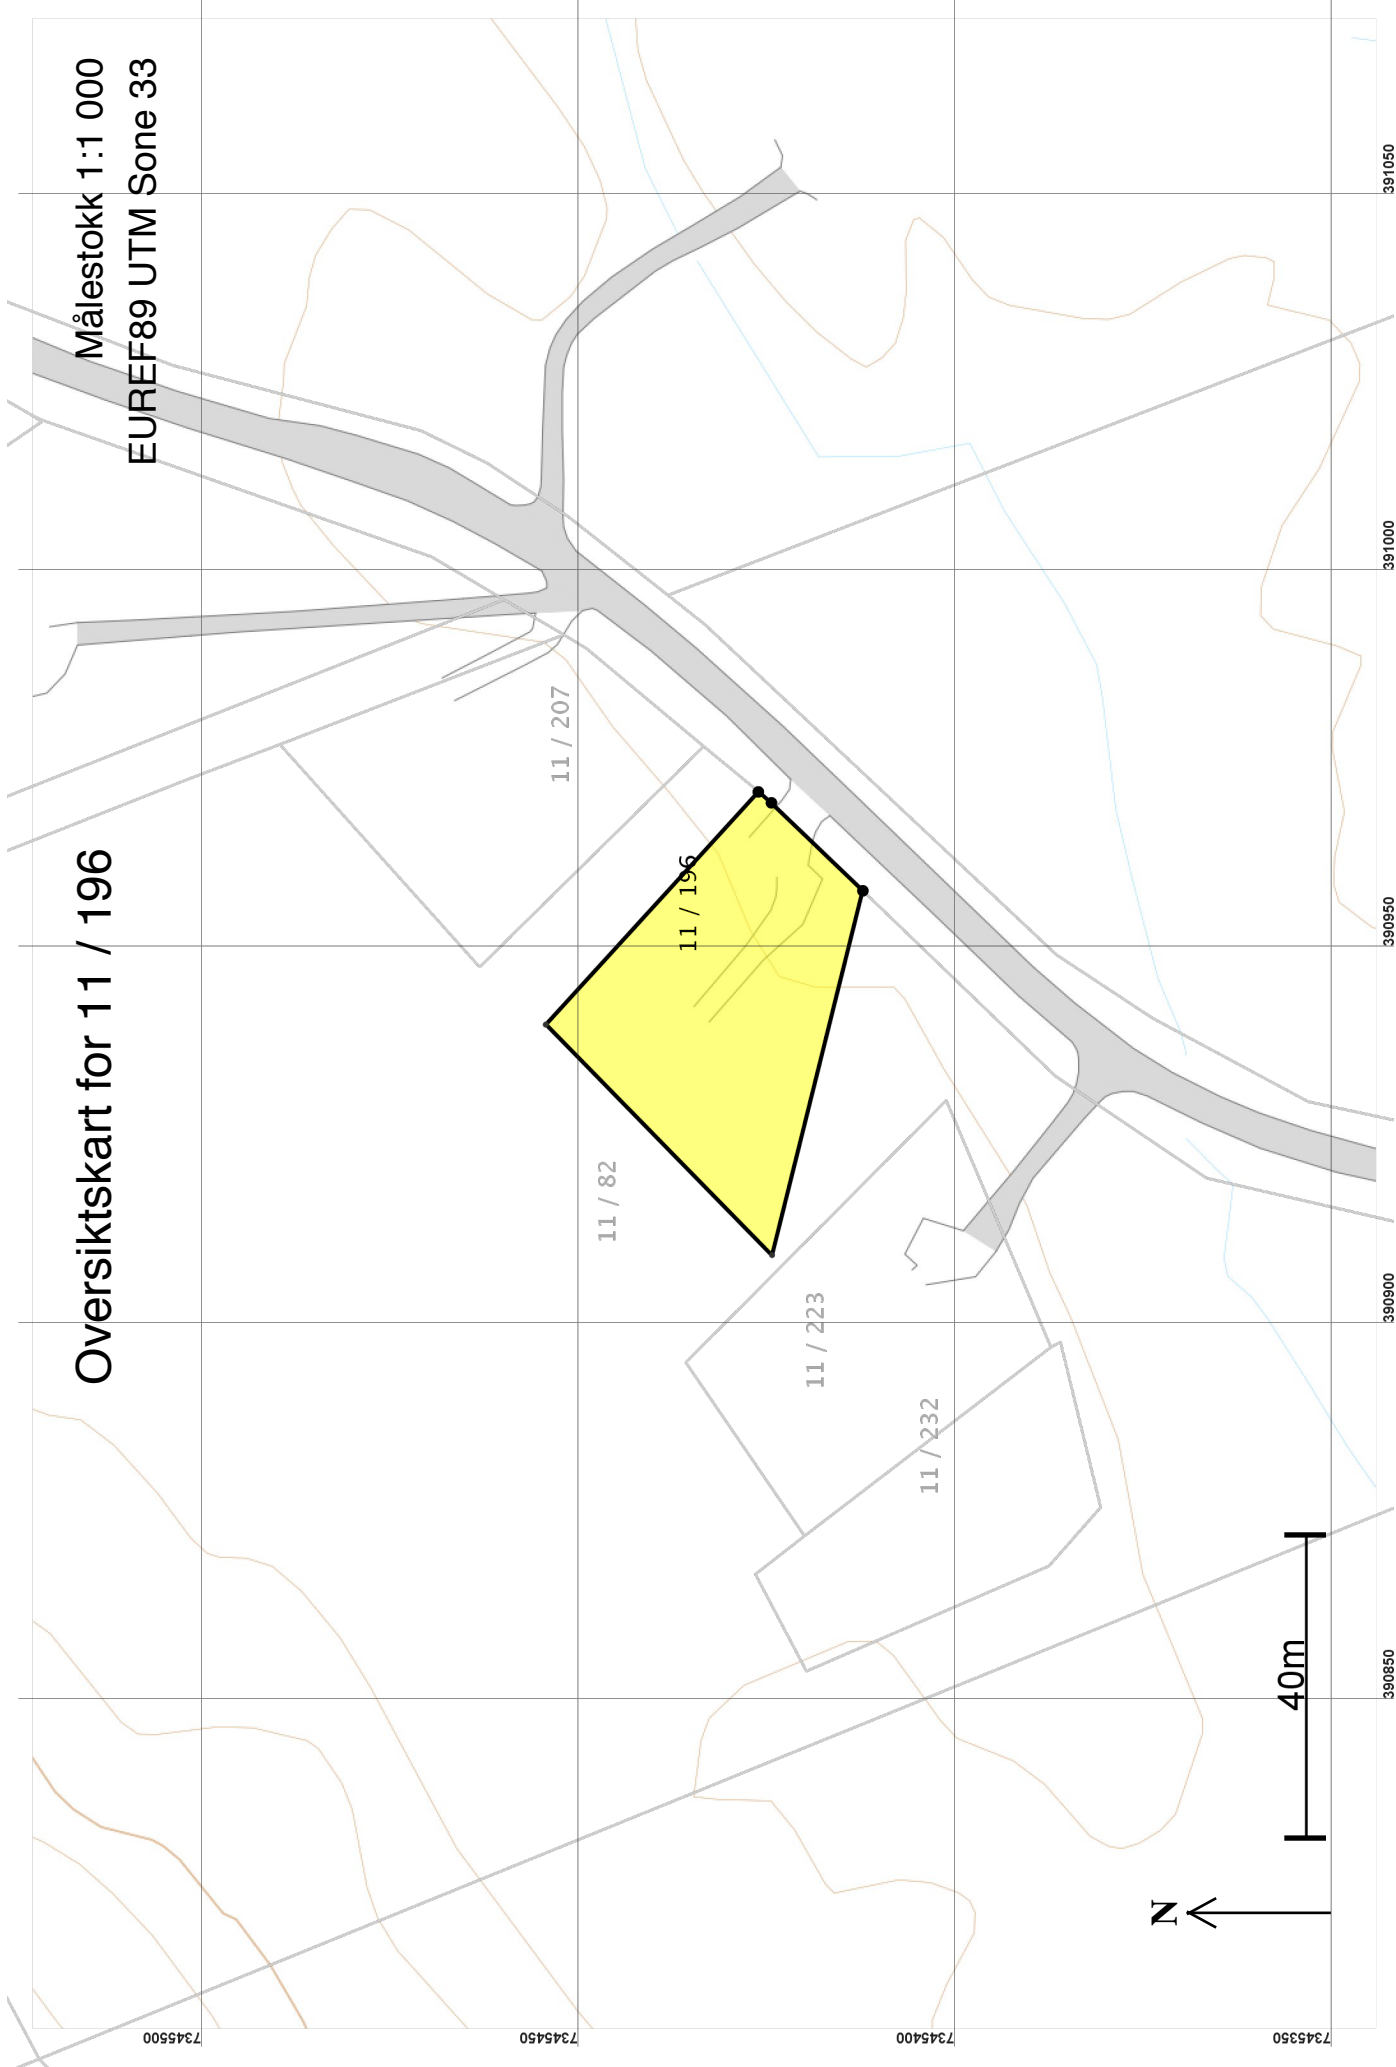 Oversiktskart for 11 / 196
Målestokk 1:1 000
EUREF89 UTM Sone 33
11 / 207
11 / 196
11 / 82
11 / 223
11 / 232
40m
N
7345500
7345450
7345400
7345350
390850
390900
390950
391000
391050